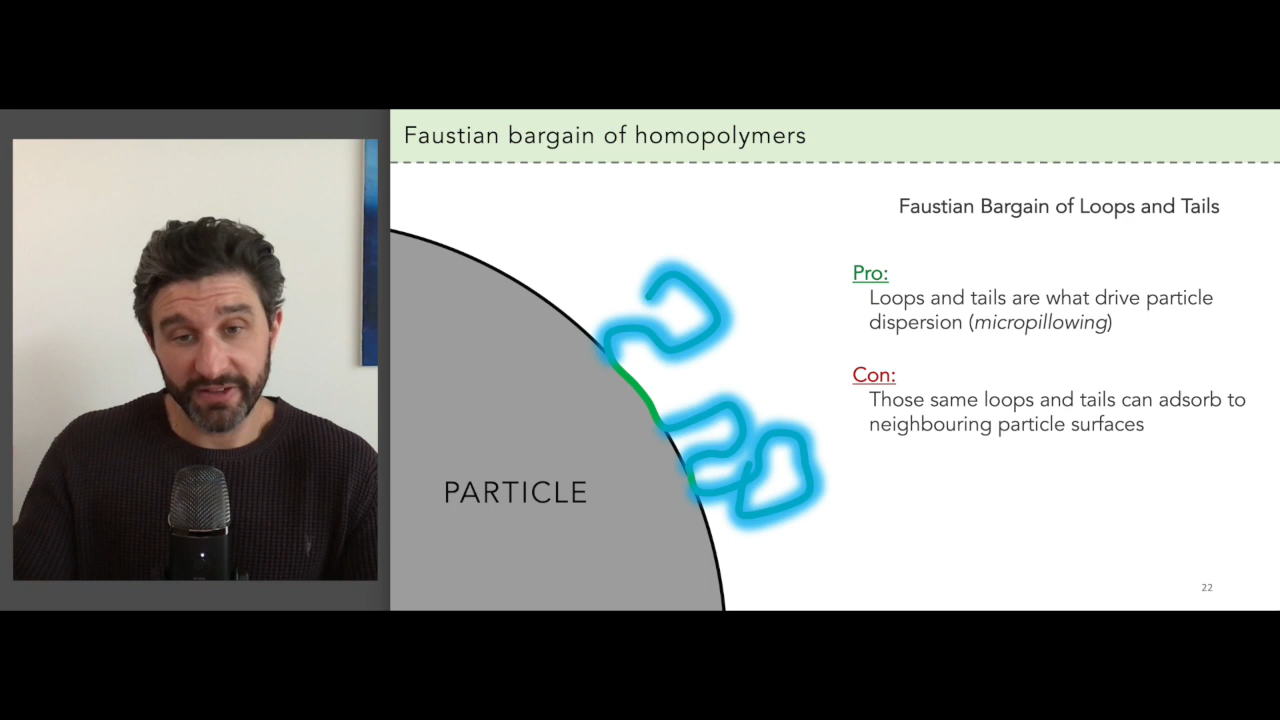 Faustian bargain of homopolymers
Faustian Bargain of Loops and Tails
Pro:
Loops and tails are what drive particle
dispersion (micropillowing)
Con:
Those same loops and tails can adsorb to
neighbouring particle surfaces
PARTICLE
22